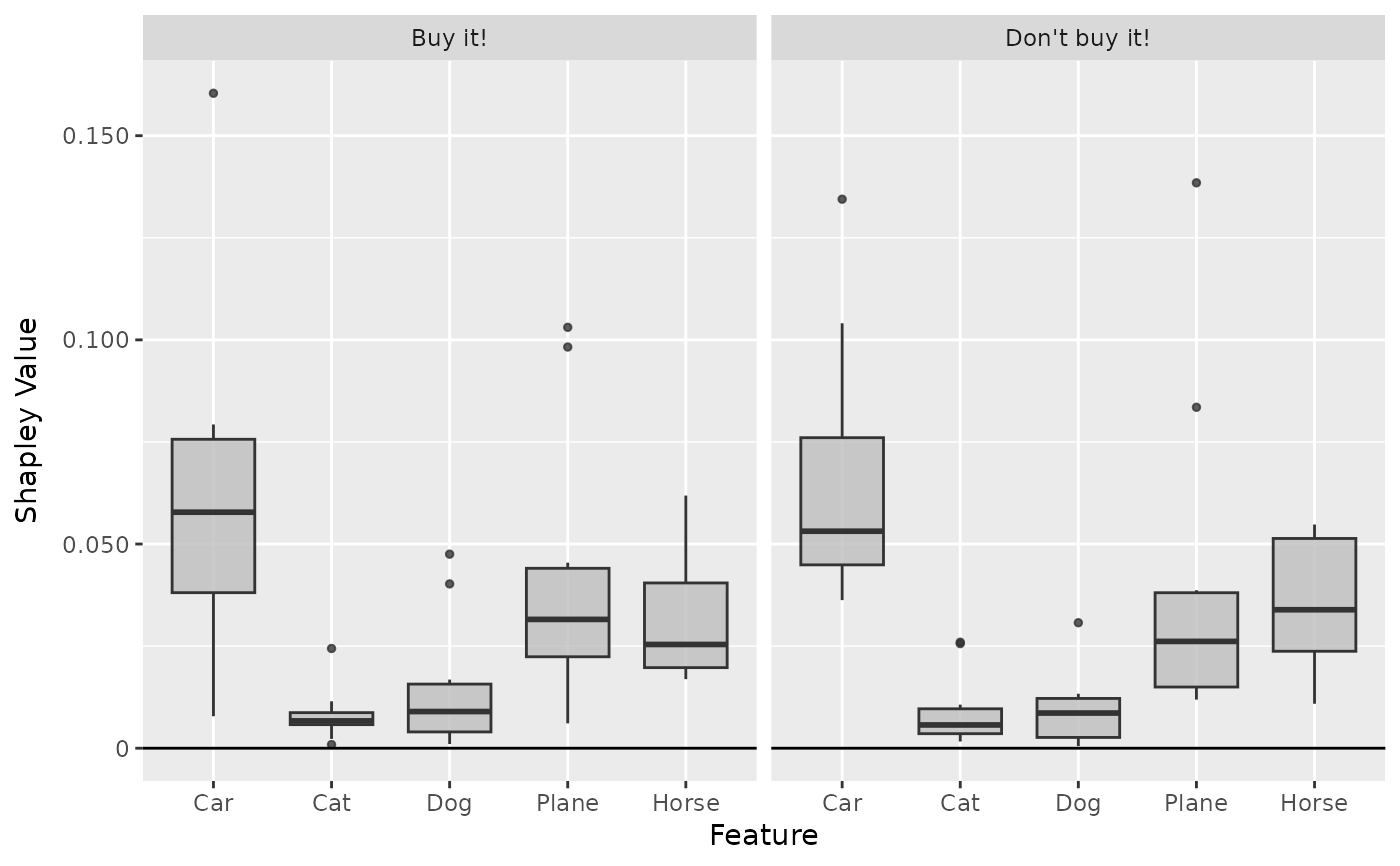 Buy it!
Don't buy it!
Shapley Value
0.150
0.100
0.050
0
Car Cat Dog Plane Horse
Car Cat Dog Plane Horse
Feature